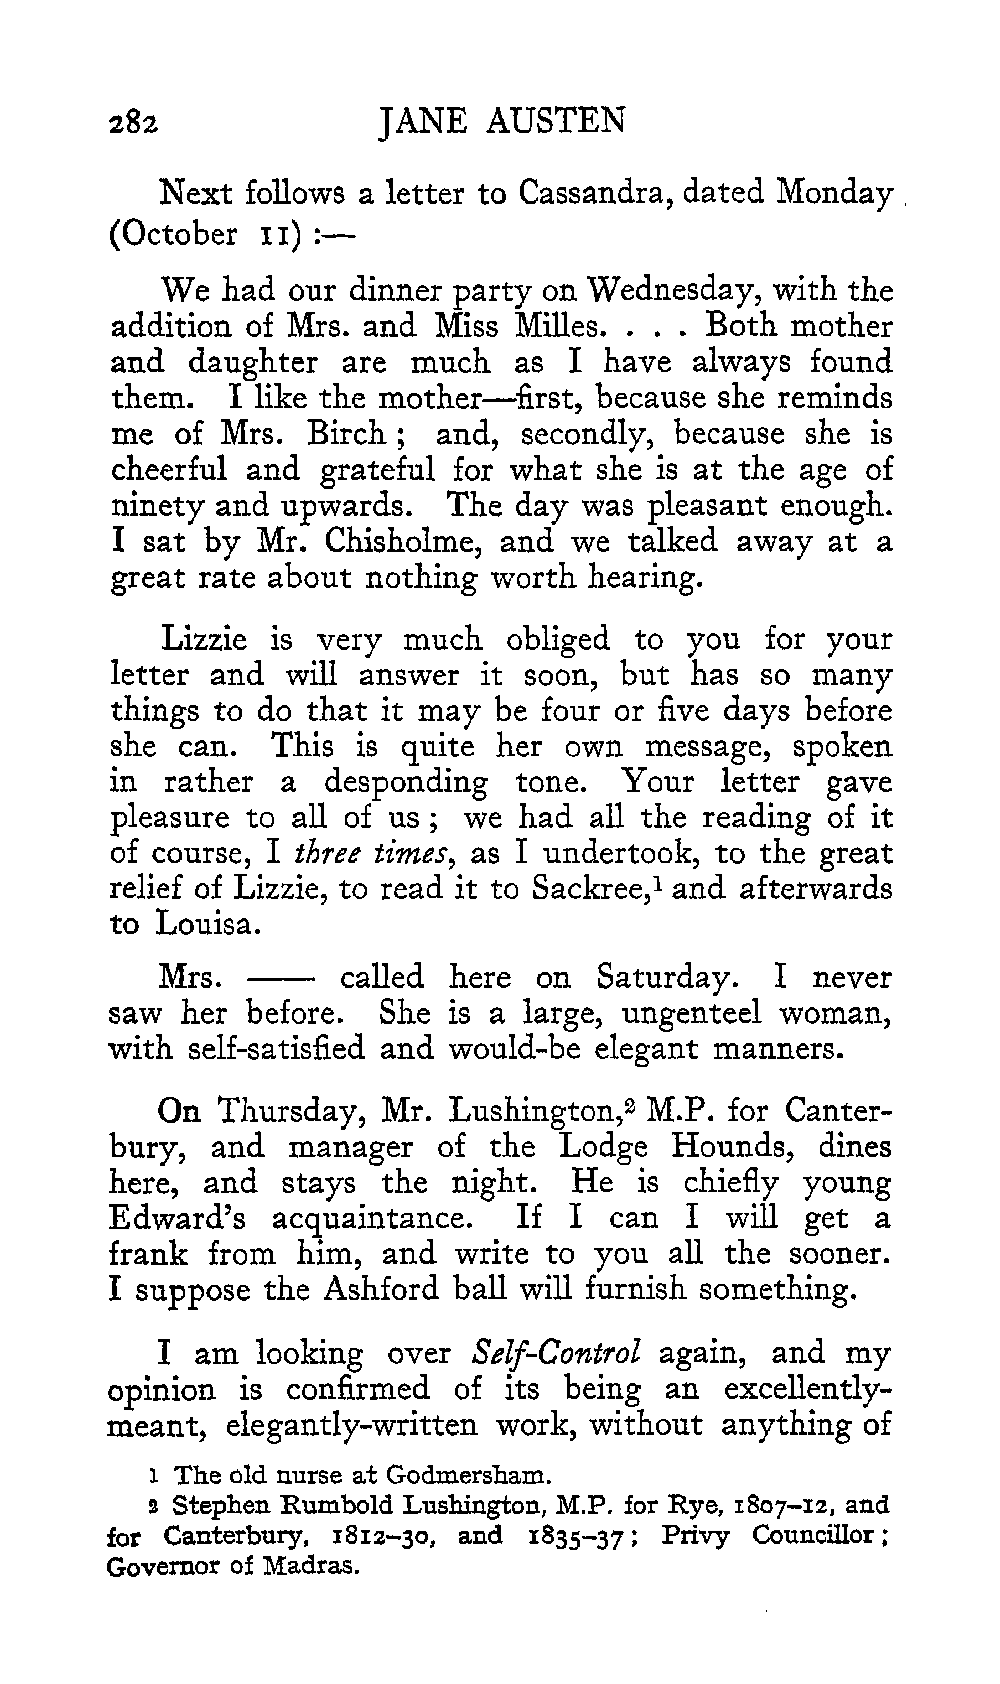 282 JANE AUSTEN
Next follows a letter to Cassandra, dated Monday
(October 11) :—
We had our dinner party on Wednesday, with the
addition of Mrs. and Miss Milles. . . . Both mother
and daughter are much as I have always found
them. I like the mother—first, because she reminds
me of Mrs. Birch ; and, secondly, because she is
cheerful and grateful for what she is at the age of
ninety and upwards. The day was pleasant enough.
I sat by Mr. Chisholme, and we talked away at a
great rate about nothing worth hearing.
Lizzie is very much obliged to you for your
letter and will answer it soon, but has so many
things to do that it may be four or five days before
she can. This is quite her own message, spoken
in rather a desponding tone. Your letter gave
pleasure to all of us ; we had all the reading of it
of course, I three times, as I undertook, to the great
relief of Lizzie, to read it to Sackree,¹ and afterwards
to Louisa.
Mrs. —— called here on Saturday. I never
saw her before. She is a large, ungenteel woman,
with self-satisfied and would-be elegant manners.
On Thursday, Mr. Lushington,² M.P. for Canter-
bury, and manager of the Lodge Hounds, dines
here, and stays the night. He is chiefly young
Edward's acquaintance. If I can I will get a
frank from him, and write to you all the sooner.
I suppose the Ashford ball will furnish something.
I am looking over Self-Control again, and my
opinion is confirmed of its being an excellently-
meant, elegantly-written work, without anything of
1 The old nurse at Godmersham.
2 Stephen Rumbold Lushington, M.P. for Rye, 1807–12, and
for Canterbury, 1812–30, and 1835–37 ; Privy Councillor ;
Governor of Madras.